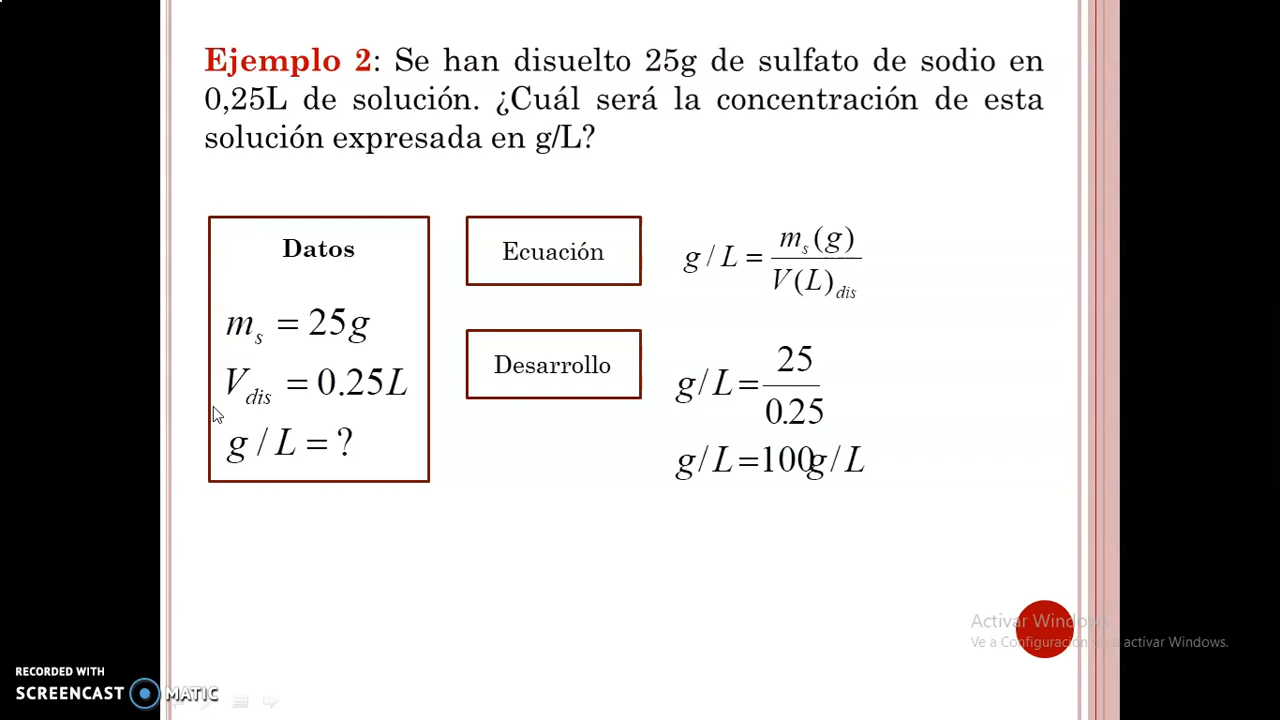 Ejemplo 2: Se han disuelto 25g de sulfato de sodio en
0,25L de solución. ¿Cuál será la concentración de esta
solución expresada en g/L?
Datos
m_s = 25g
V_dis = 0.25L
g / L = ?
Ecuación
g / L = m_s(g) / V(L)_dis
Desarrollo
g / L = 25 / 0.25
g / L = 100g / L
Activar Windows
Ve a Configuración para activar Windows.
RECORDED WITH
SCREENCAST MATIC